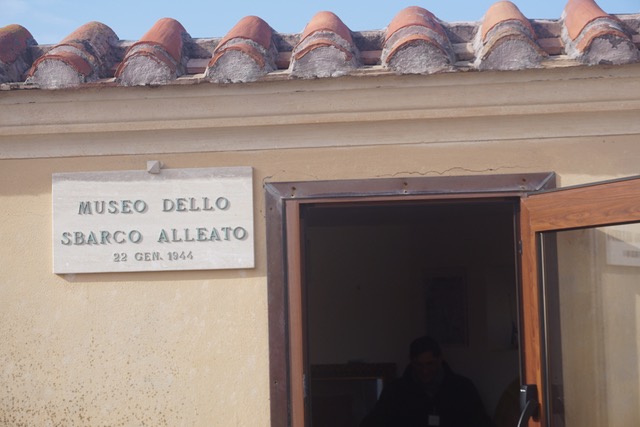 MUSEO DELLO
SBARCO ALLEATO
22 GEN. 1944